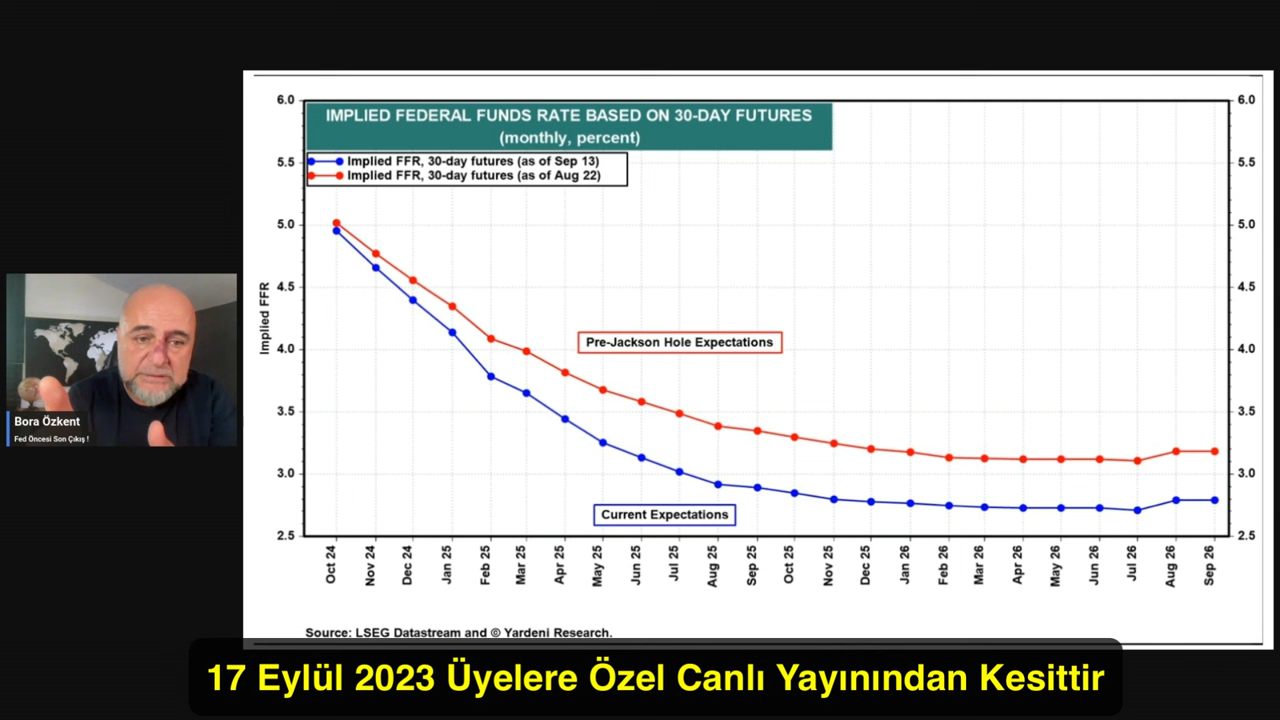 IMPLIED FEDERAL FUNDS RATE BASED ON 30-DAY FUTURES
(monthly, percent)
Implied FFR, 30-day futures (as of Sep 13)
Implied FFR, 30-day futures (as of Aug 22)
6.0 6.0
5.5 5.5
5.0 5.0
4.5 4.5
4.0 4.0
3.5 3.5
3.0 3.0
2.5 2.5
Implied FFR
Pre-Jackson Hole Expectations
Current Expectations
Oct 24 Nov 24 Dec 24 Jan 25 Feb 25 Mar 25 Apr 25 May 25 Jun 25 Jul 25 Aug 25 Sep 25 Oct 25 Nov 25 Dec 25 Jan 26 Feb 26 Mar 26 Apr 26 May 26 Jun 26 Jul 26 Aug 26 Sep 26
Source: LSEG Datastream and © Yardeni Research.
Bora Özkent
Fed Öncesi Son Çıkış !
17 Eylül 2023 Üyelere Özel Canlı Yayınından Kesittir